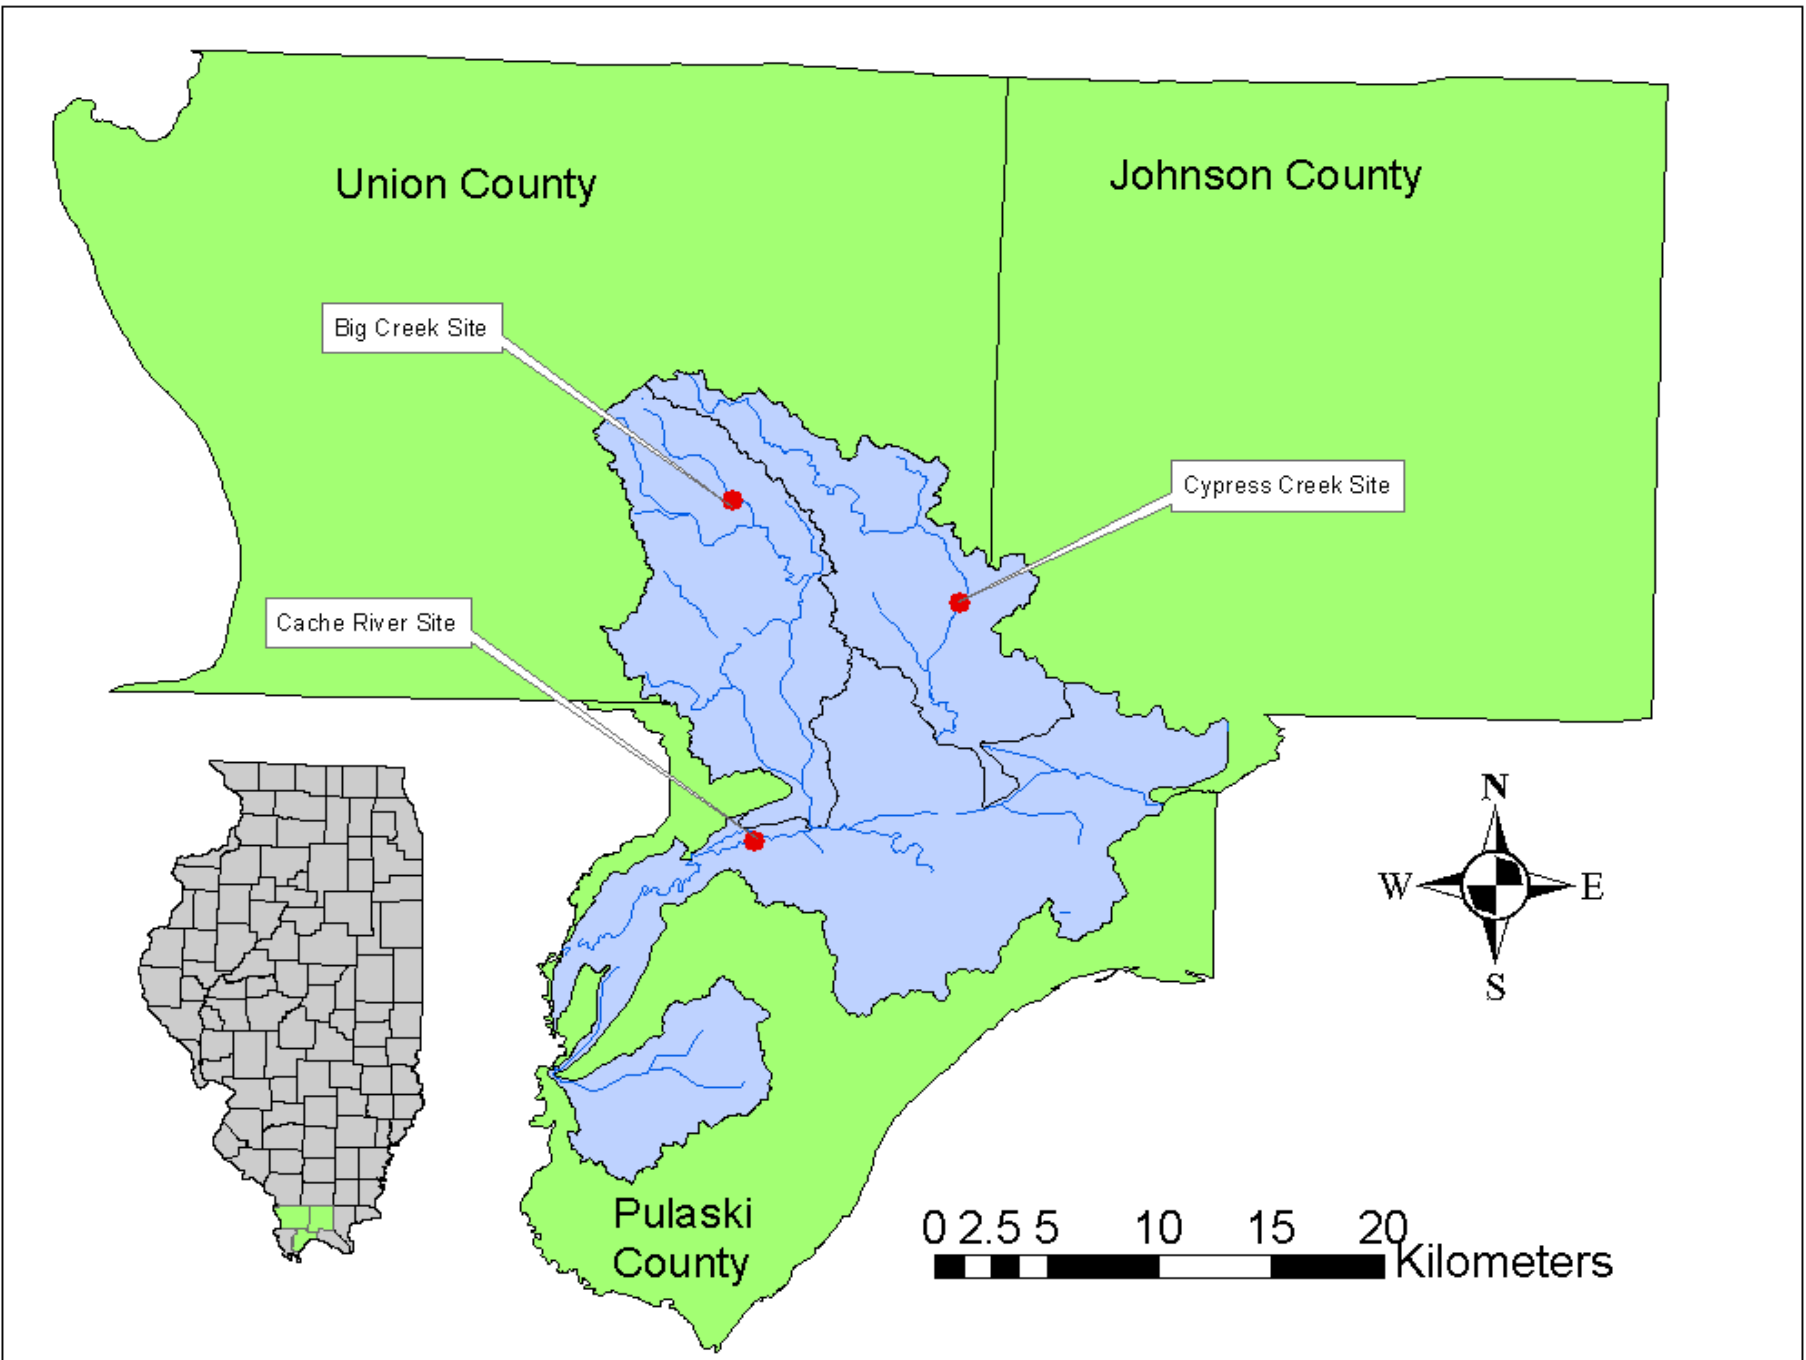 Union County
Johnson County
Big Creek Site
Cypress Creek Site
Cache River Site
N
W
E
S
Pulaski
County
0 2.5 5 10 15 20
Kilometers